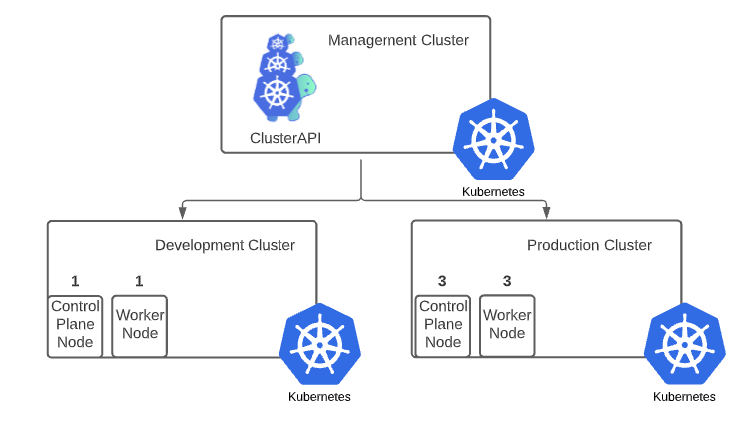 Management Cluster
ClusterAPI
Kubernetes
Development Cluster
1
1
Control
Plane
Node
Worker
Node
Kubernetes
Production Cluster
3
3
Control
Plane
Node
Worker
Node
Kubernetes